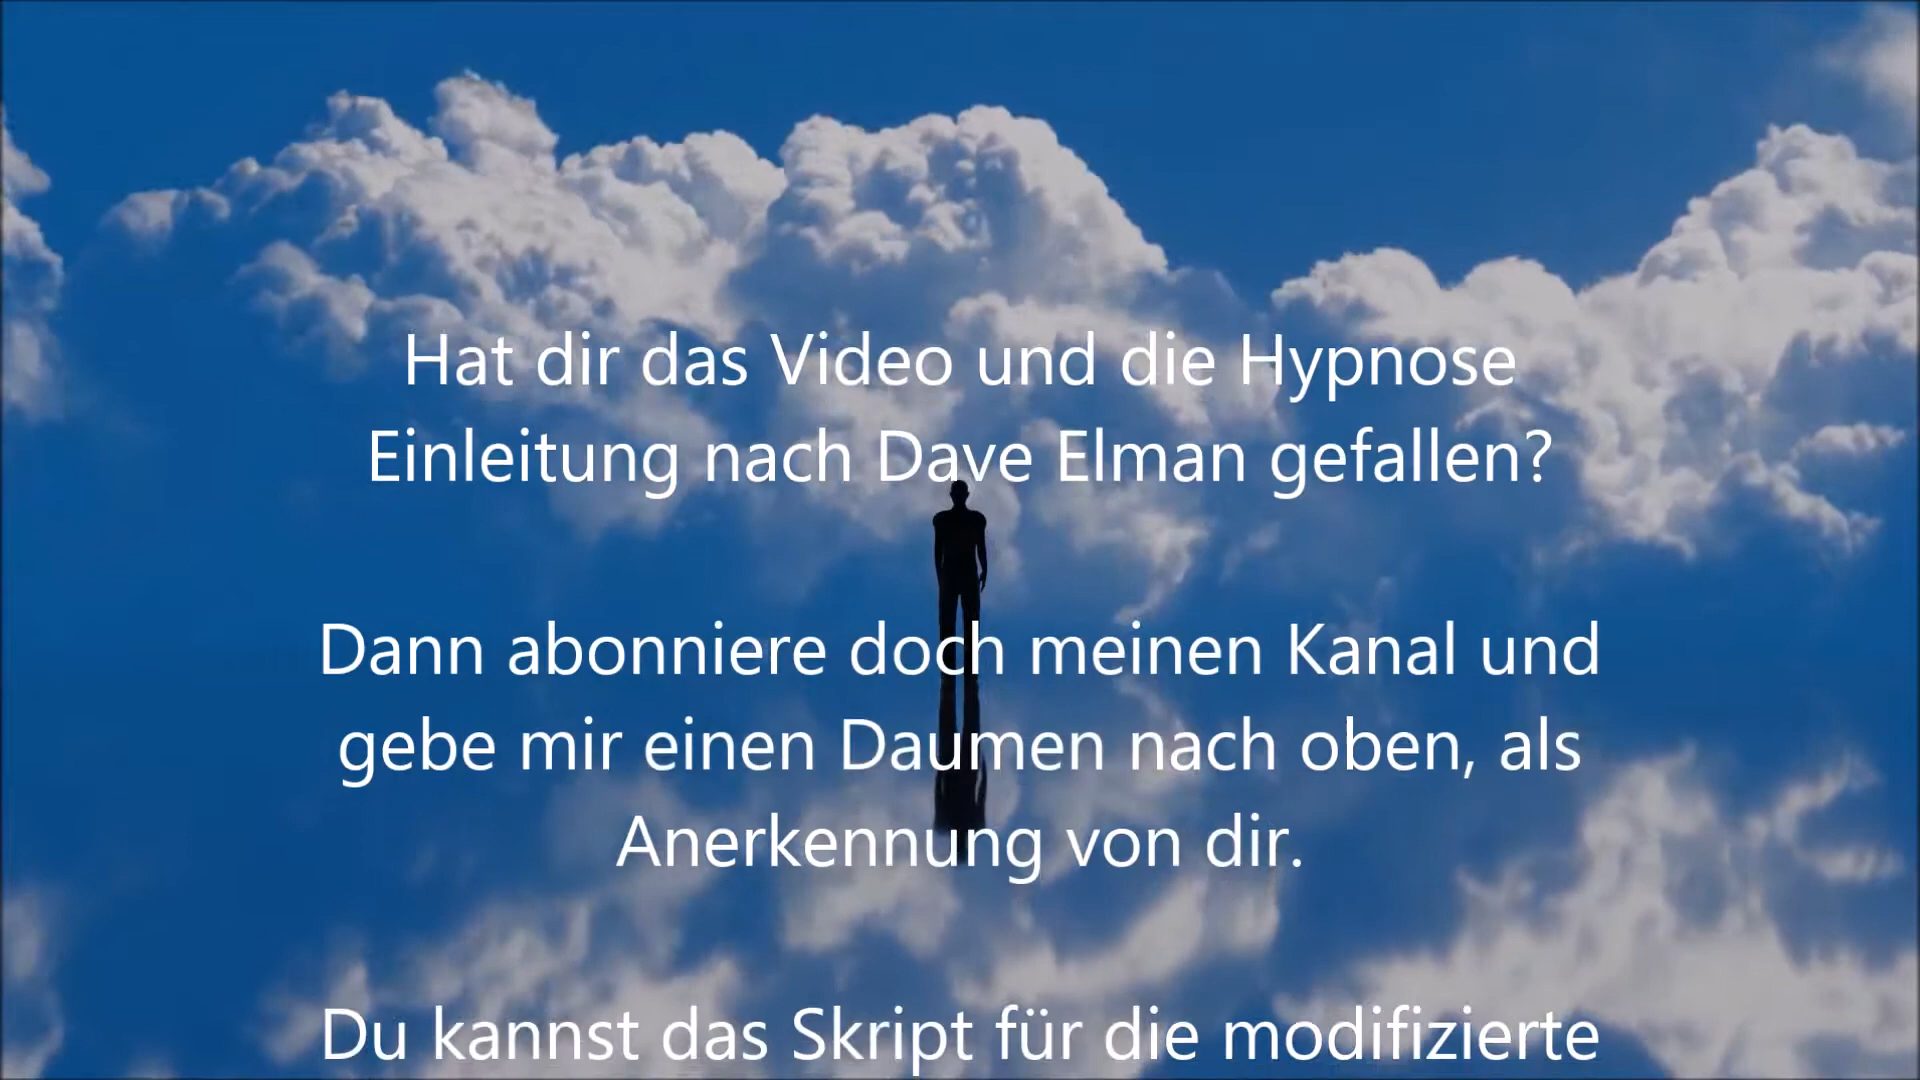 Hat dir das Video und die Hypnose
Einleitung nach Dave Elman gefallen?
Dann abonniere doch meinen Kanal und
gebe mir einen Daumen nach oben, als
Anerkennung von dir.
Du kannst das Skript für die modifizierte